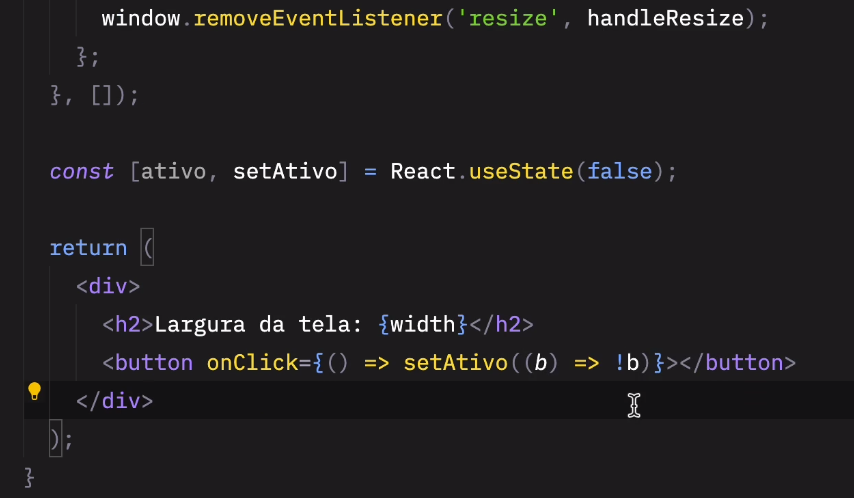 window.removeEventListener('resize', handleResize);
};
}, []);
const [ativo, setAtivo] = React.useState(false);
return (
<div>
<h2>Largura da tela: {width}</h2>
<button onClick={() => setAtivo((b) => !b)}></button>
</div>
);
}